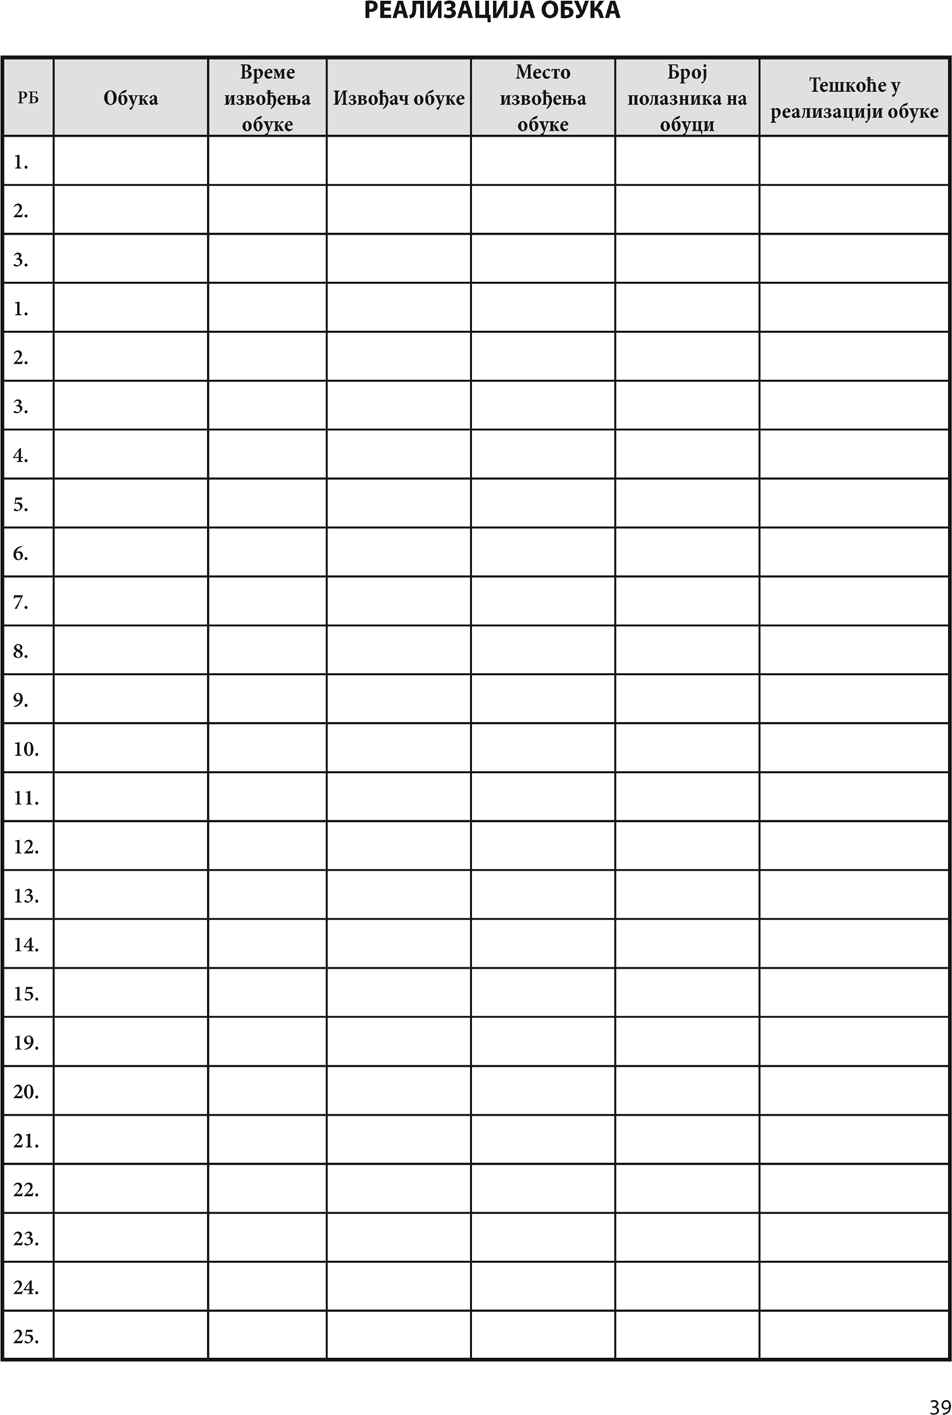 РЕАЛИЗАЦИЈА ОБУКА
РБ
Обука
Време
извођења
обуке
Извођач обуке
Место
извођења
обуке
Број
полазника на
обуци
Тешкоће у
реализацији обуке
1.
2.
3.
1.
2.
3.
4.
5.
6.
7.
8.
9.
10.
11.
12.
13.
14.
15.
19.
20.
21.
22.
23.
24.
25.
39